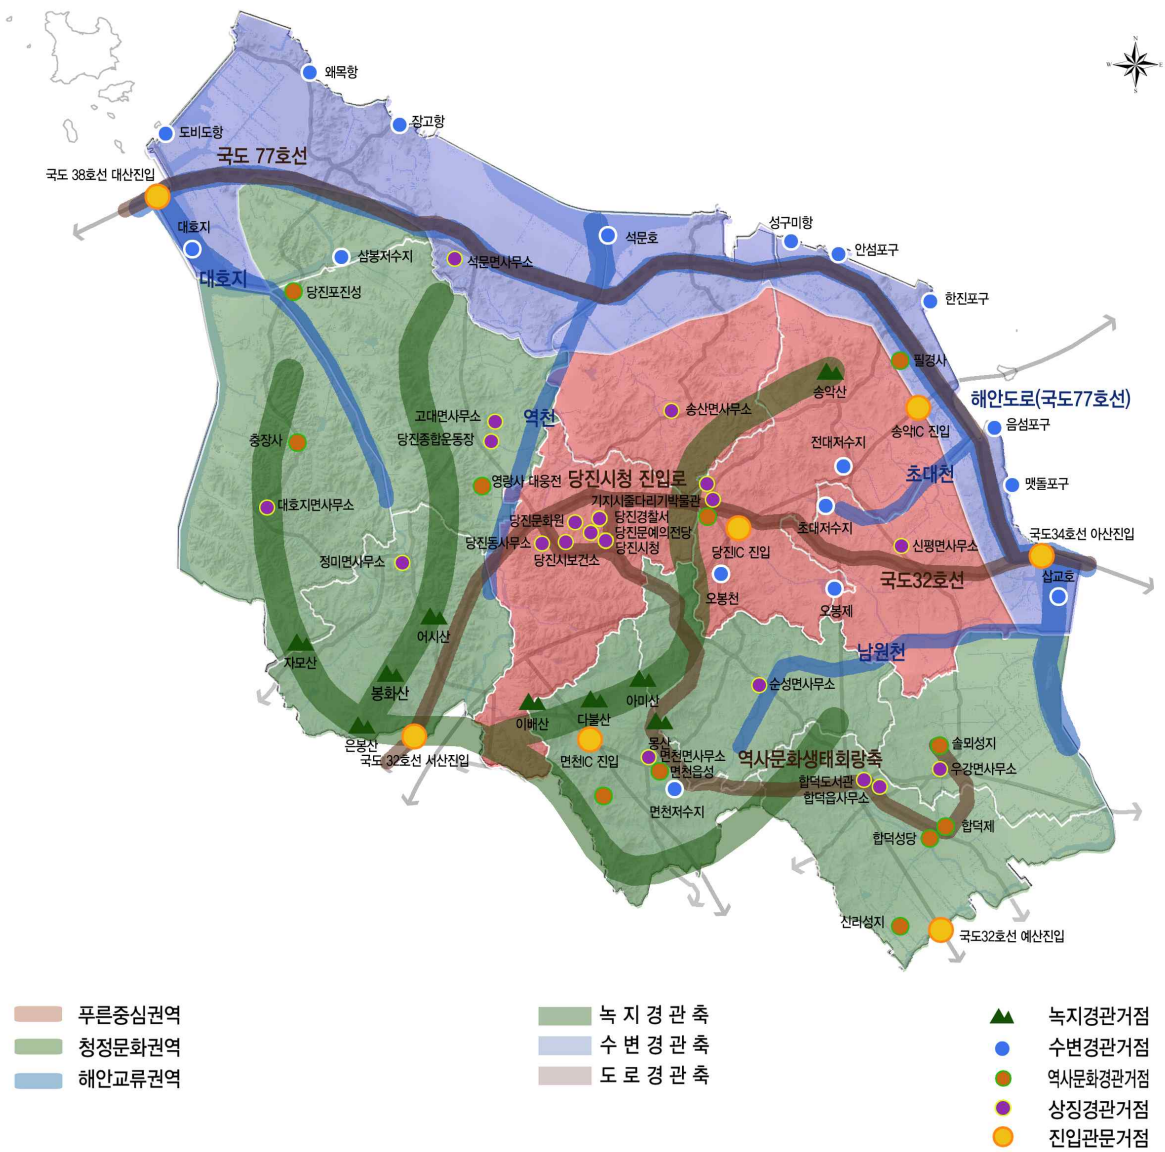 N
W
E
S
왜목항
장고항
도비도항
국도 77호선
국도 38호선 대산진입
대호지
삼봉저수지
석문호
성구미항
안섬포구
석문면사무소
대호지
당진포진성
한진포구
필경사
송악산
해안도로(국도77호선)
송산면사무소
고대면사무소
역천
음섬포구
송악IC 진입
당진종합운동장
충장사
전대저수지
영랑사 대웅전
당진시청 진입로
초대천
맷돌포구
기지시줄다리기박물관
대호지면사무소
당진문화원
당진경찰서
초대저수지
당진문예의전당
국도34호선 아산진입
당진동사무소
당진시청
당진IC 진입
신평면사무소
정미면사무소
당진시보건소
국도32호선
삽교호
오봉천
오봉제
어시산
자모산
남원천
봉화산
순성면사무소
아미산
이배산
다불산
은봉산
몽산
국도 32호선 서산진입
면천IC 진입
면천면사무소
면천읍성
역사문화생태회랑축
솔뫼성지
우강면사무소
합덕도서관
합덕읍사무소
면천저수지
합덕제
합덕성당
신리성지
국도32호선 예산진입
푸른중심권역
청정문화권역
해안교류권역
녹지경관축
수변경관축
도로경관축
녹지경관거점
수변경관거점
역사문화경관거점
상징경관거점
진입관문거점